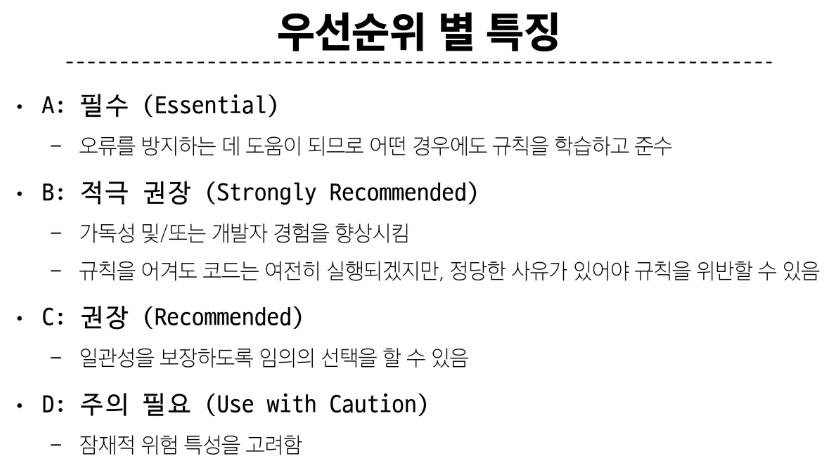 우선순위 별 특징
• A: 필수 (Essential)
– 오류를 방지하는 데 도움이 되므로 어떤 경우에도 규칙을 학습하고 준수
• B: 적극 권장 (Strongly Recommended)
– 가독성 및/또는 개발자 경험을 향상시킴
– 규칙을 어겨도 코드는 여전히 실행되겠지만, 정당한 사유가 있어야 규칙을 위반할 수 있음
• C: 권장 (Recommended)
– 일관성을 보장하도록 임의의 선택을 할 수 있음
• D: 주의 필요 (Use with Caution)
– 잠재적 위험 특성을 고려함